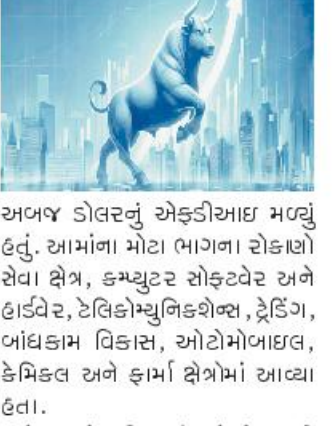 અબજ ડોલરનું એફડીઆઇ મળ્યું
હતું. આમાંના મોટા ભાગના રોકાણો
સેવા ક્ષેત્ર, કમ્પ્યુટર સોફ્ટવેર અને
હાર્ડવેર, ટેલિકોમ્યુનિકશેન્સ, ટ્રેડિંગ,
બાંધકામ વિકાસ, ઓટોમોબાઇલ,
કેમિકલ અને ફાર્મા ક્ષેત્રોમાં આવ્યા
હતા.